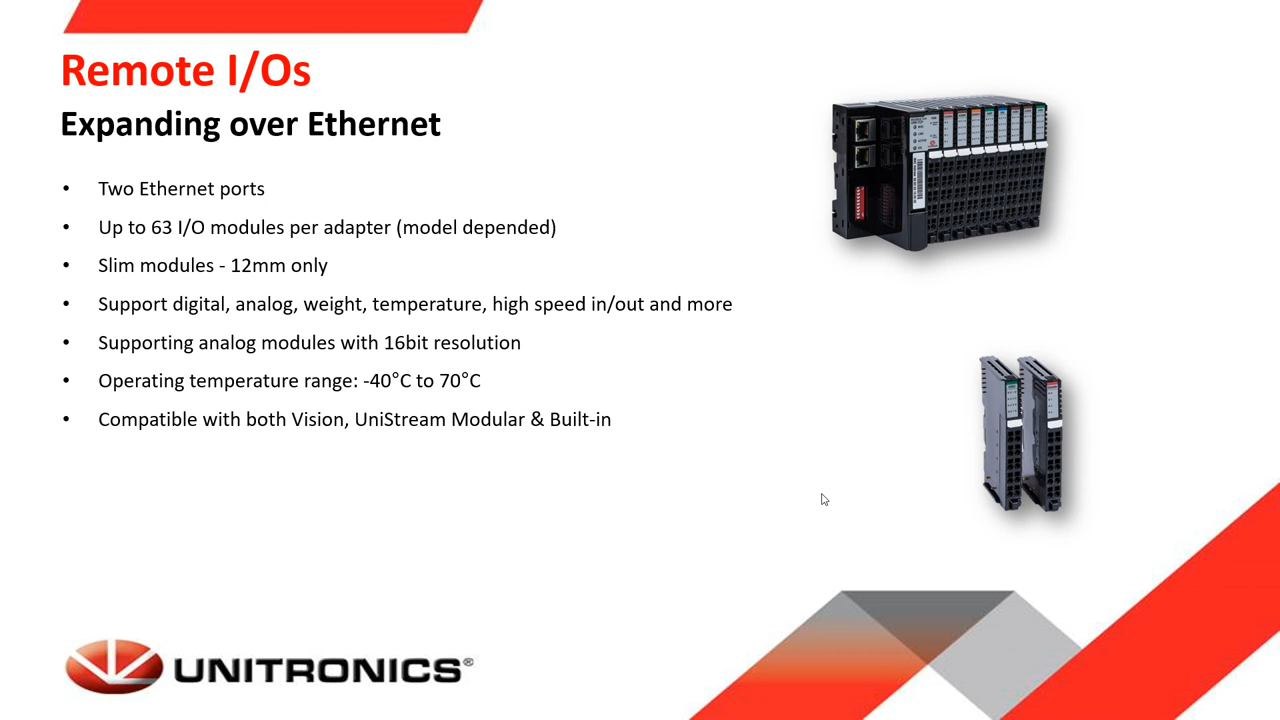 Remote I/Os
Expanding over Ethernet
• Two Ethernet ports
• Up to 63 I/O modules per adapter (model depended)
• Slim modules - 12mm only
• Support digital, analog, weight, temperature, high speed in/out and more
• Supporting analog modules with 16bit resolution
• Operating temperature range: -40°C to 70°C
• Compatible with both Vision, UniStream Modular & Built-in
UNITRONICS®